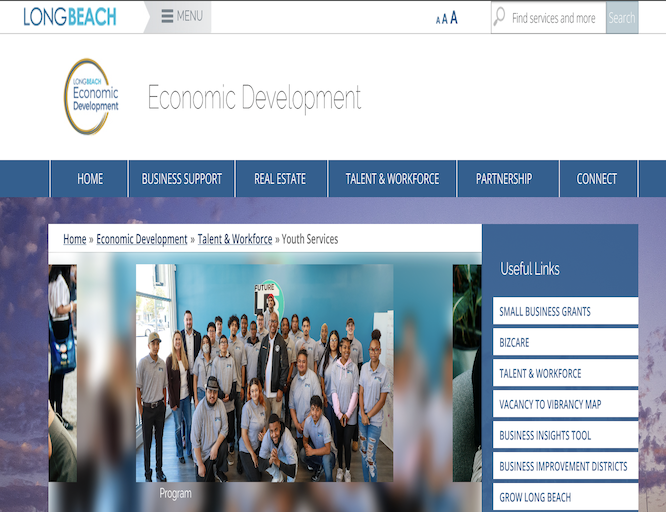 LONGBEACH
MENU
A A A
Find services and more
Search
LONGBEACH
Economic
Development
Economic Development
HOME
BUSINESS SUPPORT
REAL ESTATE
TALENT & WORKFORCE
PARTNERSHIP
CONNECT
Home » Economic Development » Talent & Workforce » Youth Services
FUTURE
Program
Useful Links
SMALL BUSINESS GRANTS
BIZCARE
TALENT & WORKFORCE
VACANCY TO VIBRANCY MAP
BUSINESS INSIGHTS TOOL
BUSINESS IMPROVEMENT DISTRICTS
GROW LONG BEACH